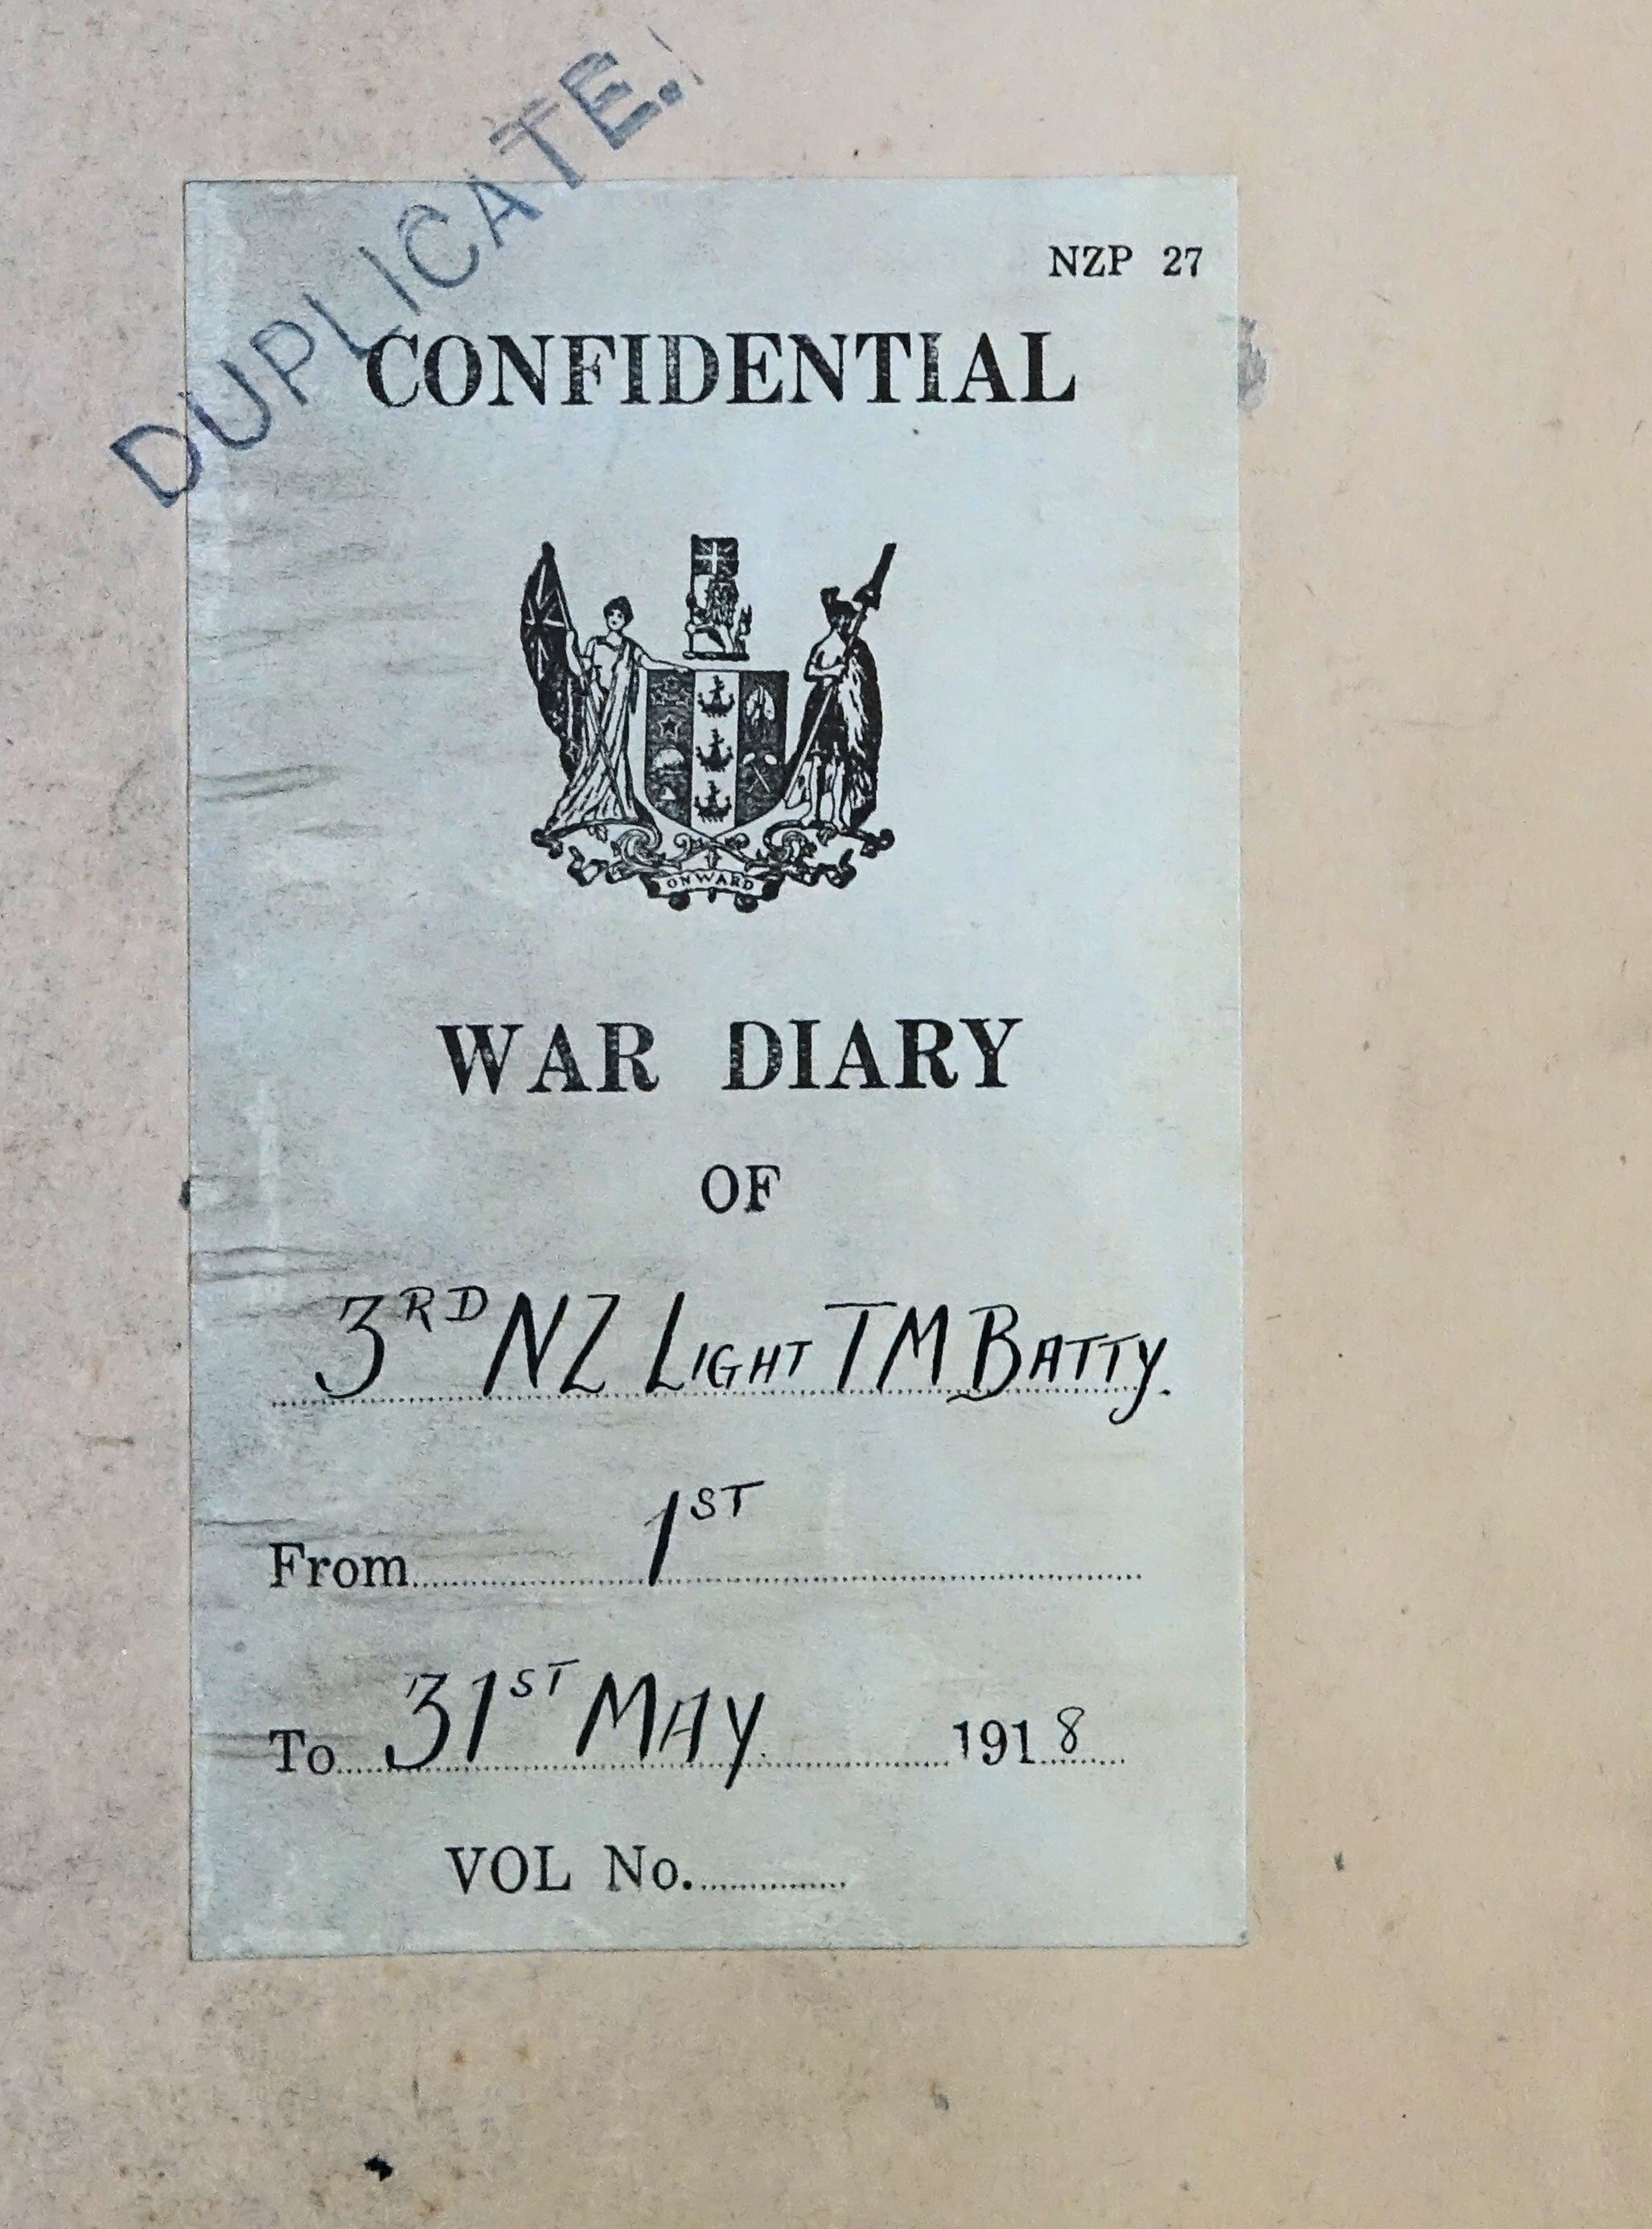 DUPLICATE.
NZP 27
CONFIDENTIAL
ONWARD
WAR DIARY
OF
3RD NZ LIGHT TM BATTY.
From 1ST
To 31ST MAY 1918
VOL No.